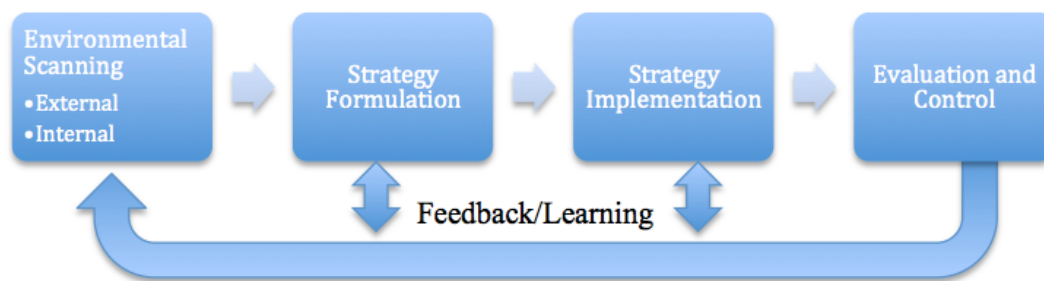 Environmental
Scanning
•External
•Internal
Strategy
Formulation
Strategy
Implementation
Evaluation and
Control
Feedback/Learning